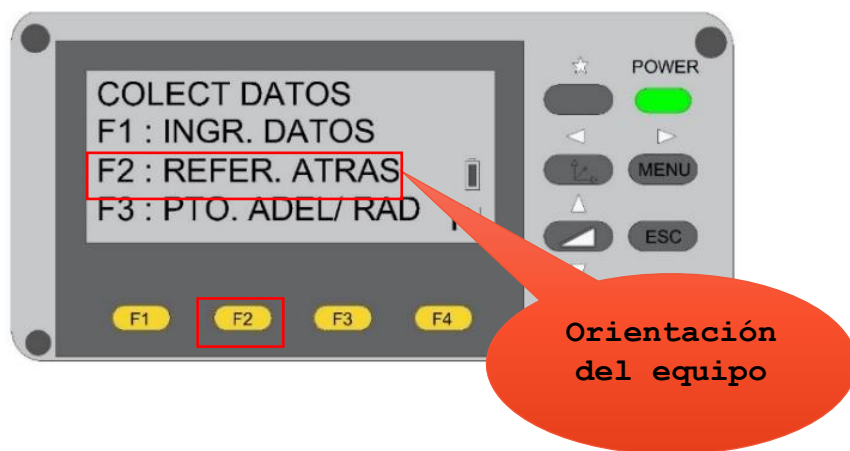 COLECT DATOS
F1 : INGR. DATOS
F2 : REFER. ATRAS
F3 : PTO. ADEL/ RAD
POWER
MENU
ESC
F1
F2
F3
F4
Orientación
del equipo